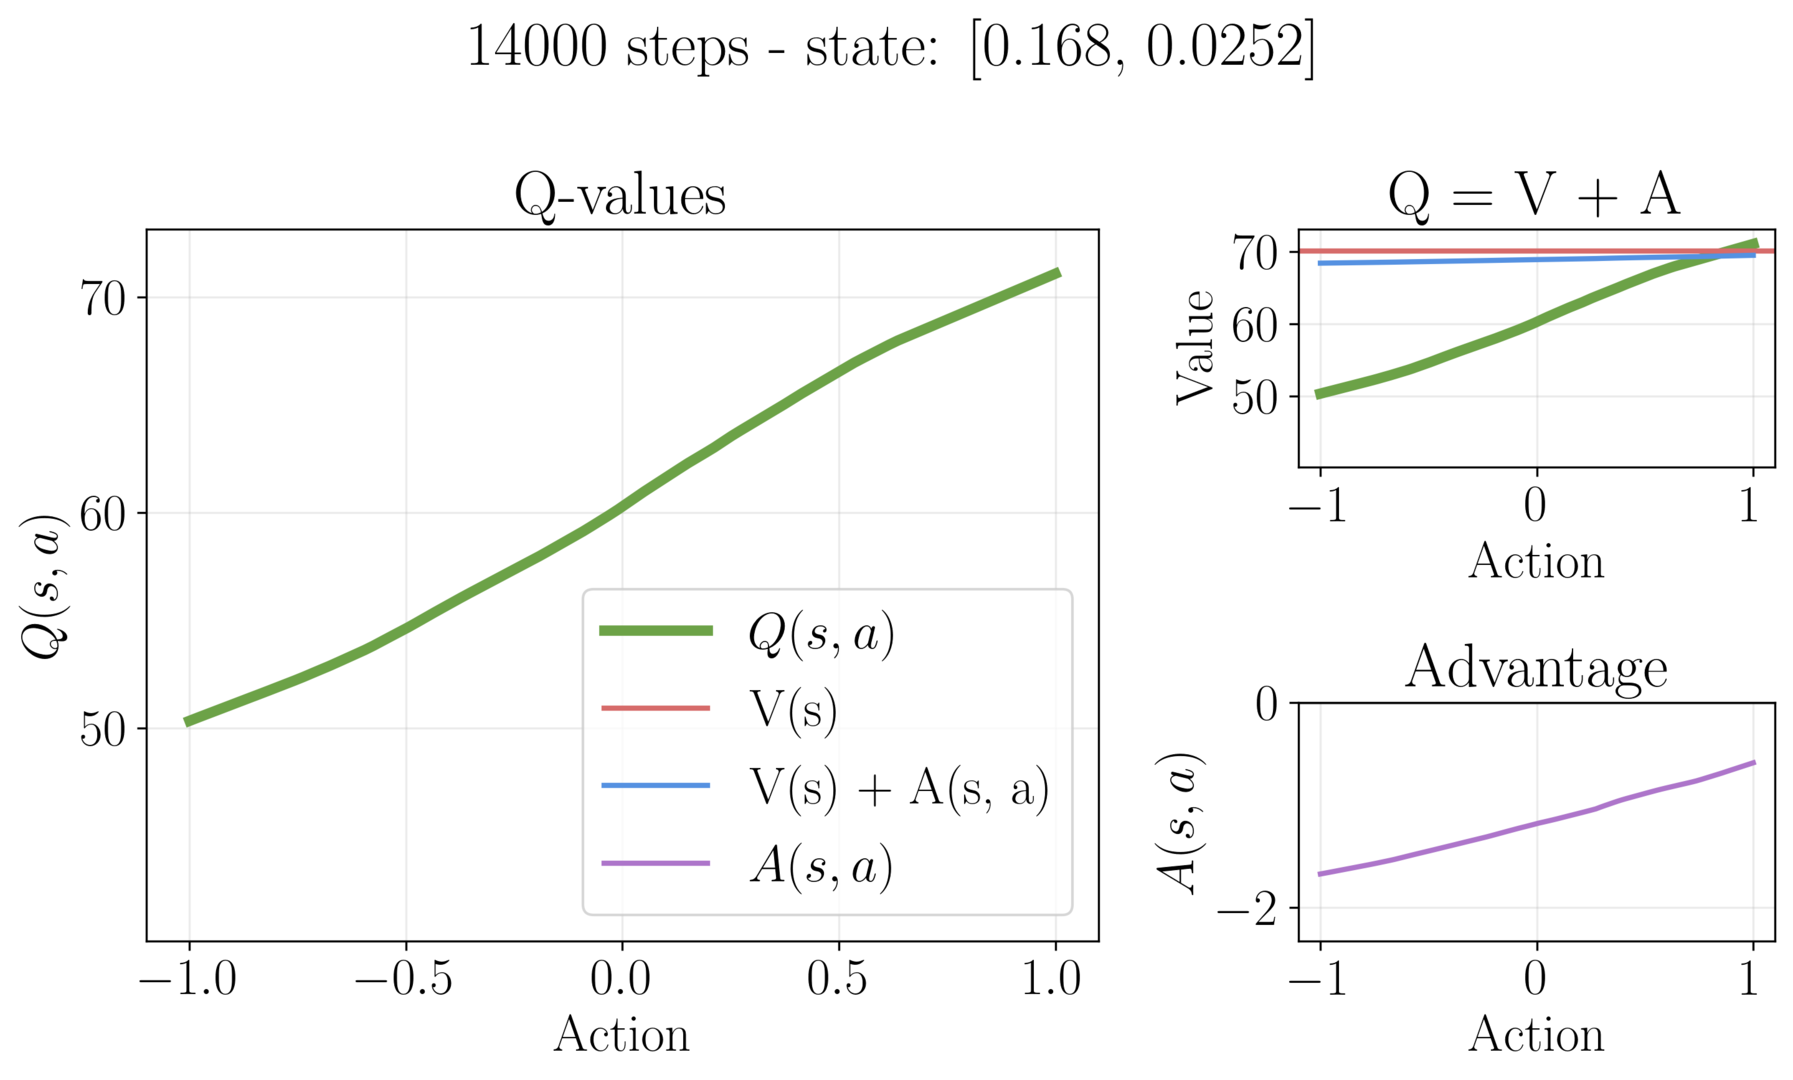 14000 steps - state: [0.168, 0.0252]
Q-values
Q(s, a)
70
60
50
−1.0
−0.5
0.0
0.5
1.0
Action
Q(s, a)
V(s)
V(s) + A(s, a)
A(s, a)
Q = V + A
Value
70
60
50
−1
0
1
Action
Advantage
A(s, a)
0
−2
−1
0
1
Action